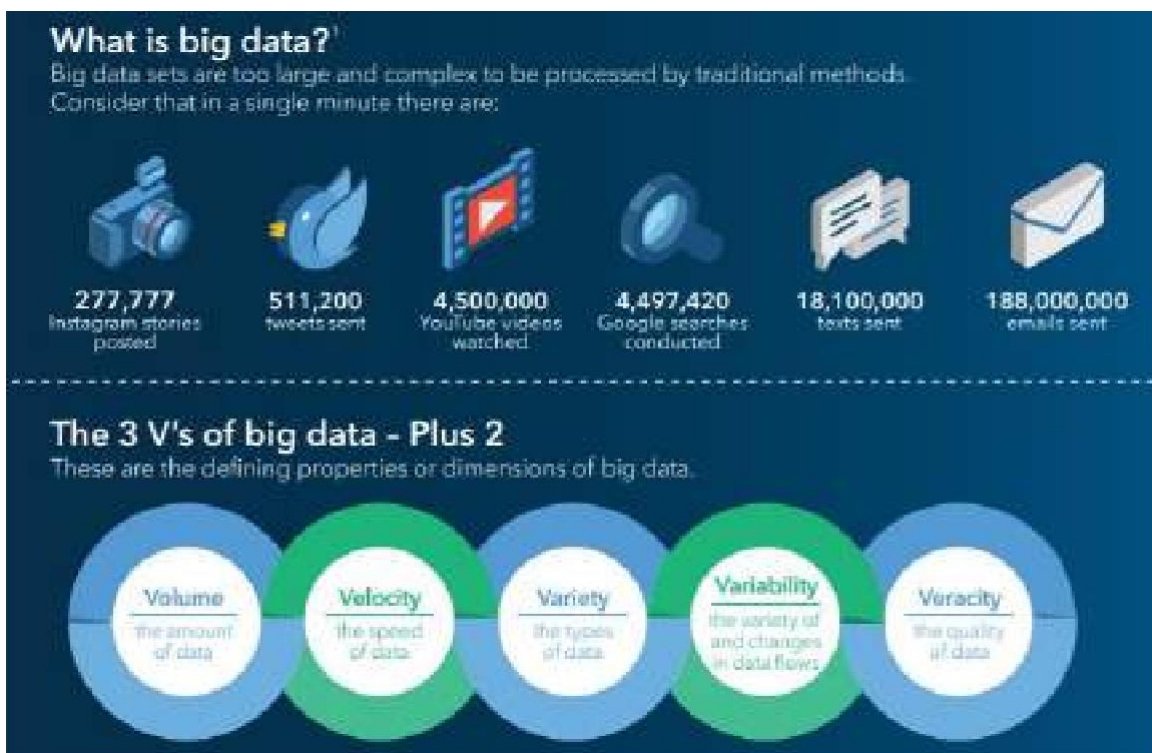 What is big data?¹
Big data sets are too large and complex to be processed by traditional methods.
Consider that in a single minute there are:
277,777
Instagram stories
posted
511,200
tweets sent
4,500,000
YouTube videos
watched
4,497,420
Google searches
conducted
18,100,000
texts sent
188,000,000
emails sent
The 3 V's of big data - Plus 2
These are the defining properties or dimensions of big data.
Volume
the amount
of data
Velocity
the speed
of data
Variety
the types
of data
Variability
the variety of
and changes
in data flows
Veracity
the quality
of data